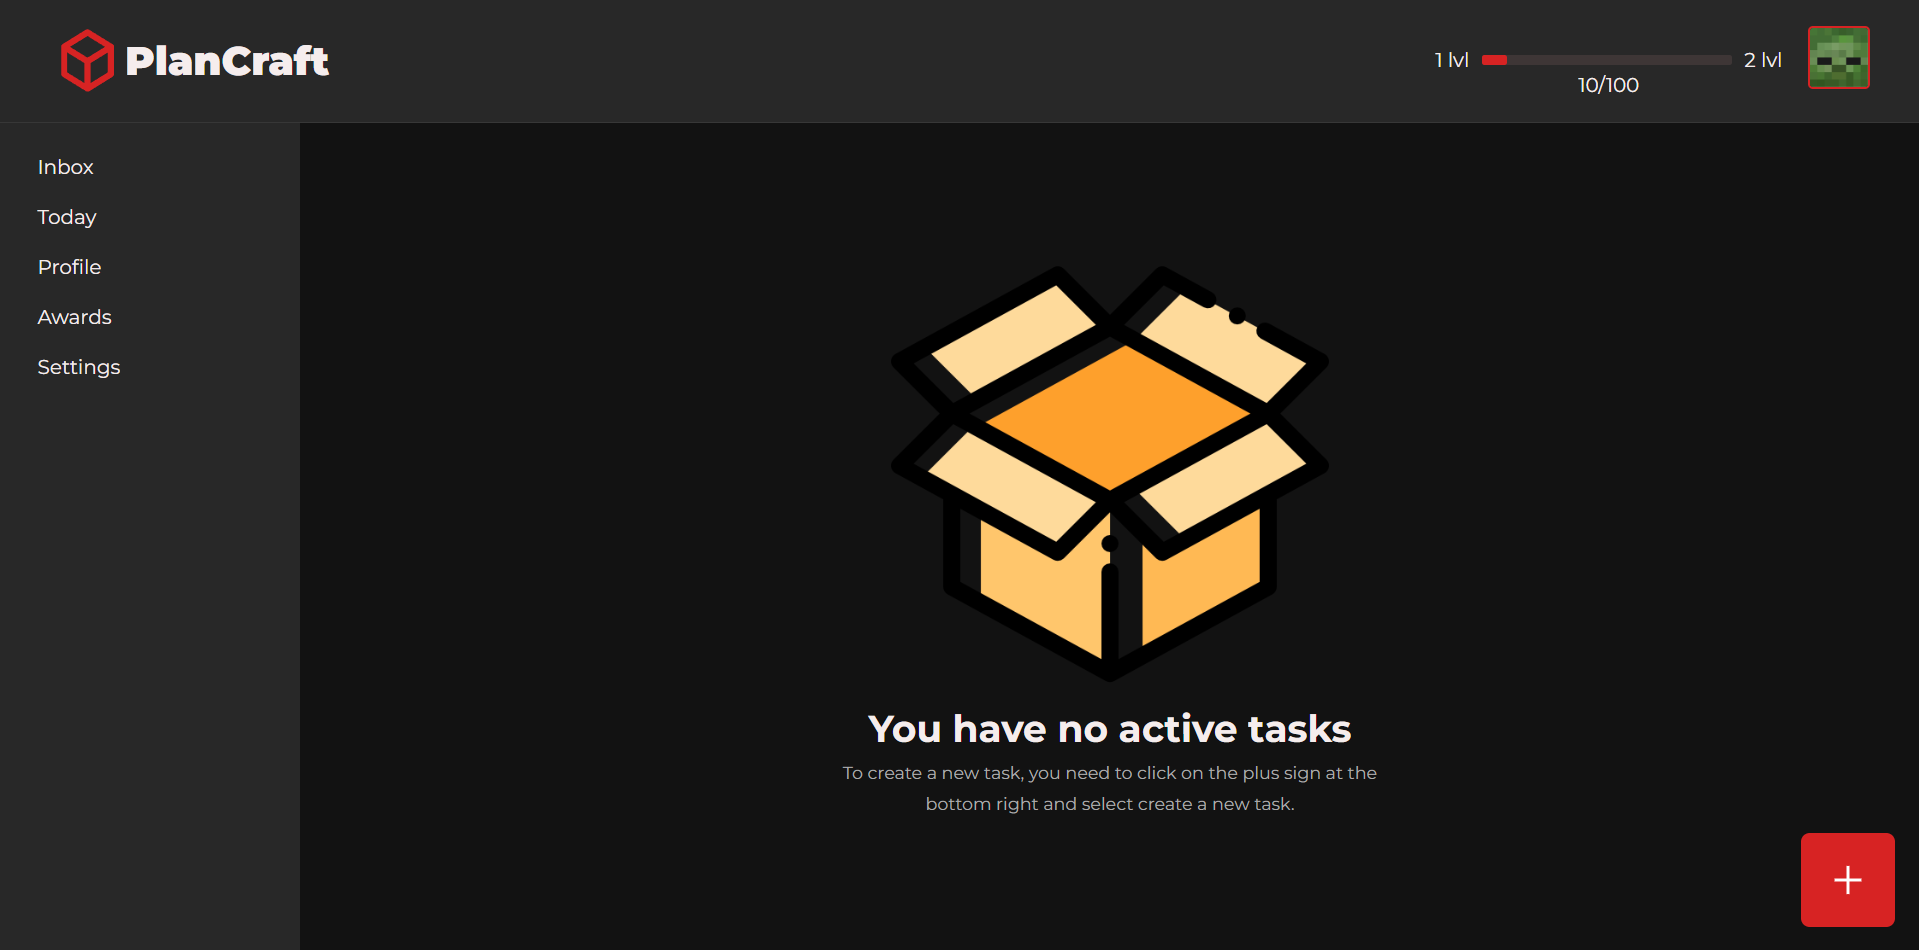 PlanCraft
1 lvl
2 lvl
10/100
Inbox
Today
Profile
Awards
Settings
You have no active tasks
To create a new task, you need to click on the plus sign at the
bottom right and select create a new task.